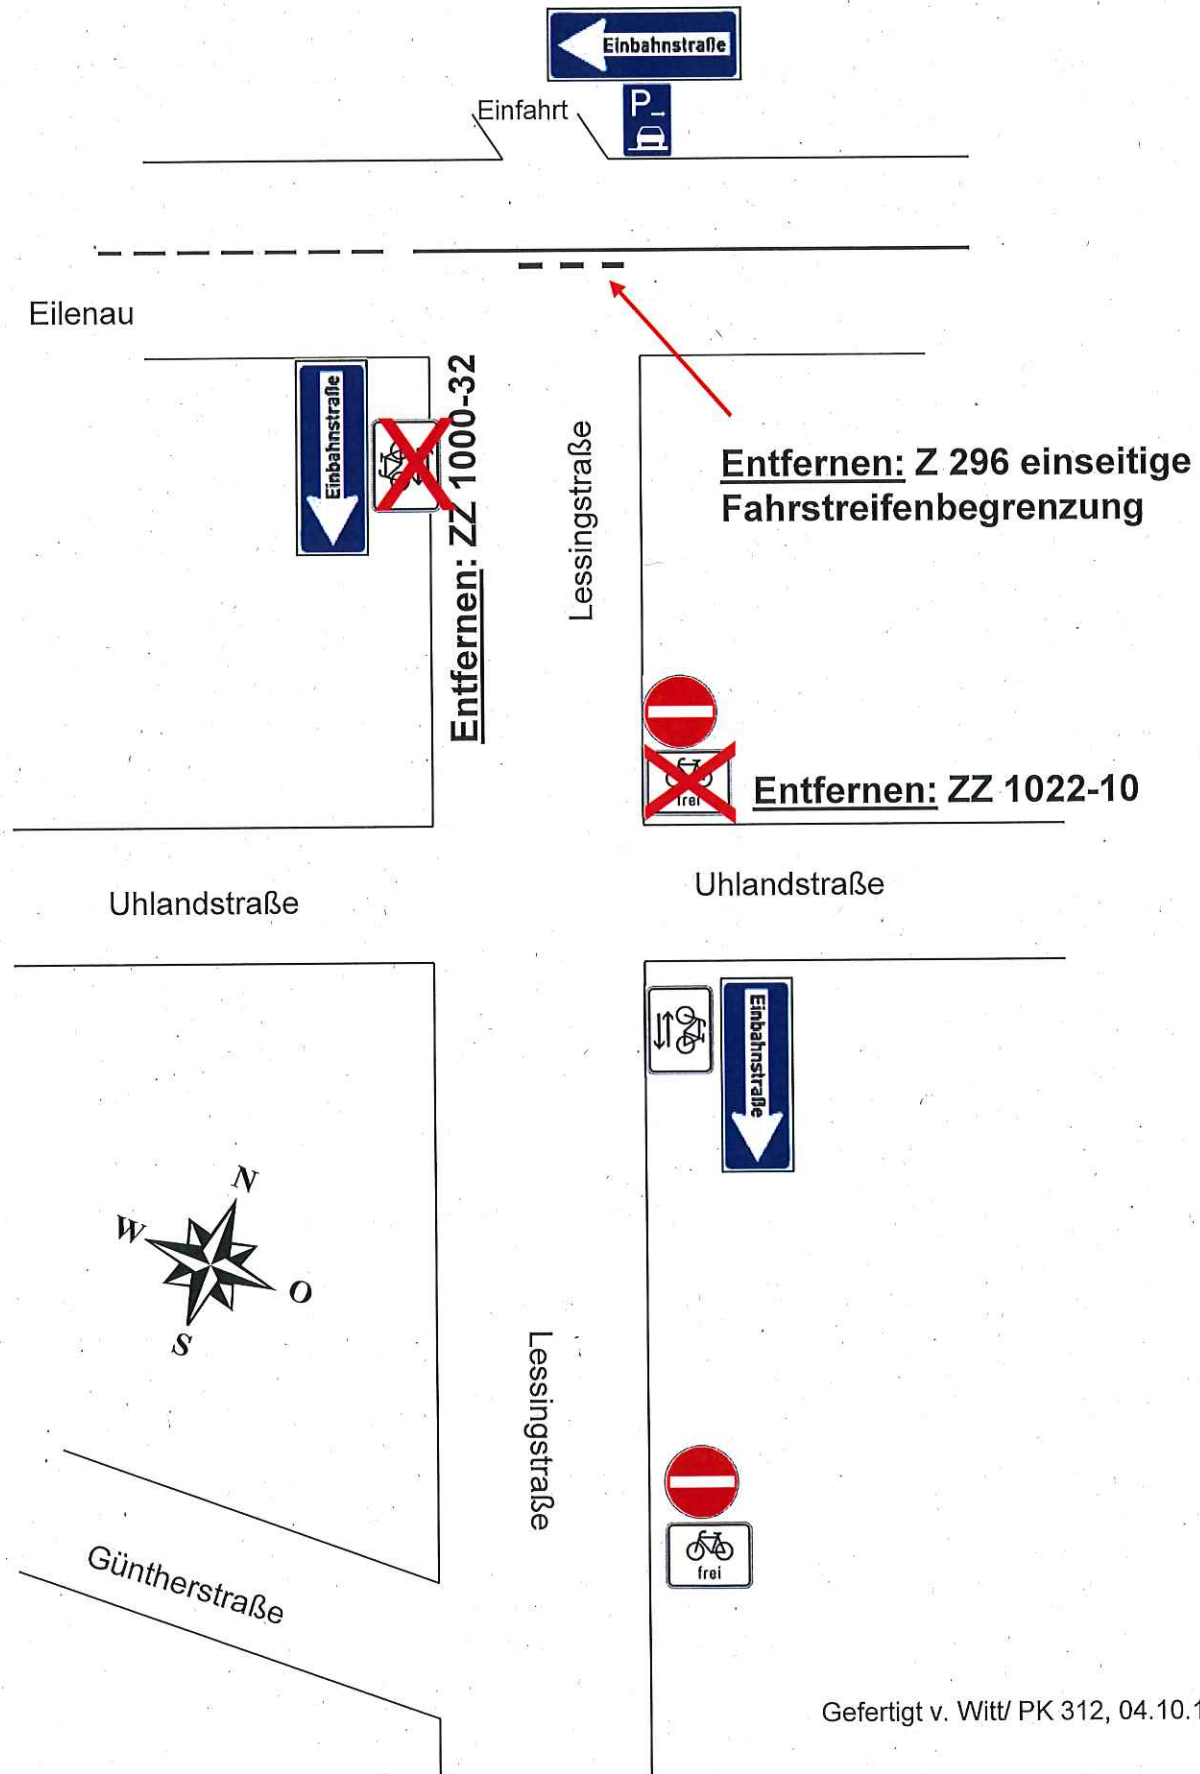 Einbahnstraße
P
Einfahrt
Eilenau
Einbahnstraße
Entfernen: ZZ 1000-32
Lessingstraße
Entfernen: Z 296 einseitige
Fahrstreifenbegrenzung
frei
Entfernen: ZZ 1022-10
Uhlandstraße
Uhlandstraße
Einbahnstraße
N
W
O
S
Lessingstraße
frei
Güntherstraße
Gefertigt v. Witt/ PK 312, 04.10.1